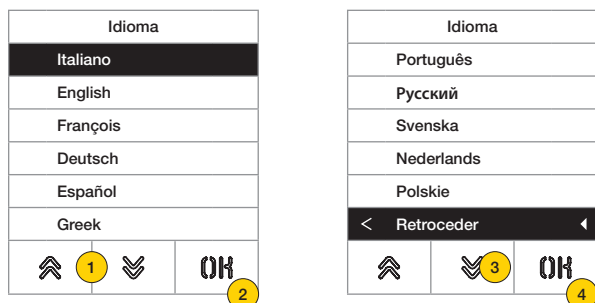 Idioma
Italiano
English
Français
Deutsch
Español
Greek
1
OK
2
Idioma
Português
Русский
Svenska
Nederlands
Polskie
< Retroceder
3
OK
4